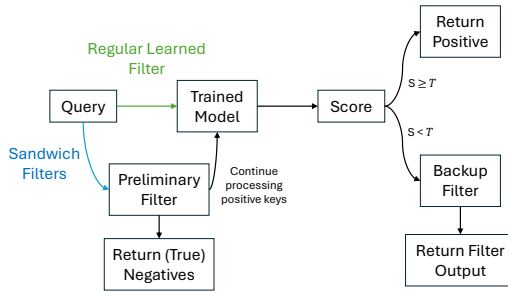 Regular Learned
Filter
Return
Positive
Query
Trained
Model
Score
S ≥ T
S < T
Sandwich
Filters
Preliminary
Filter
Continue
processing
positive keys
Backup
Filter
Return (True)
Negatives
Return Filter
Output